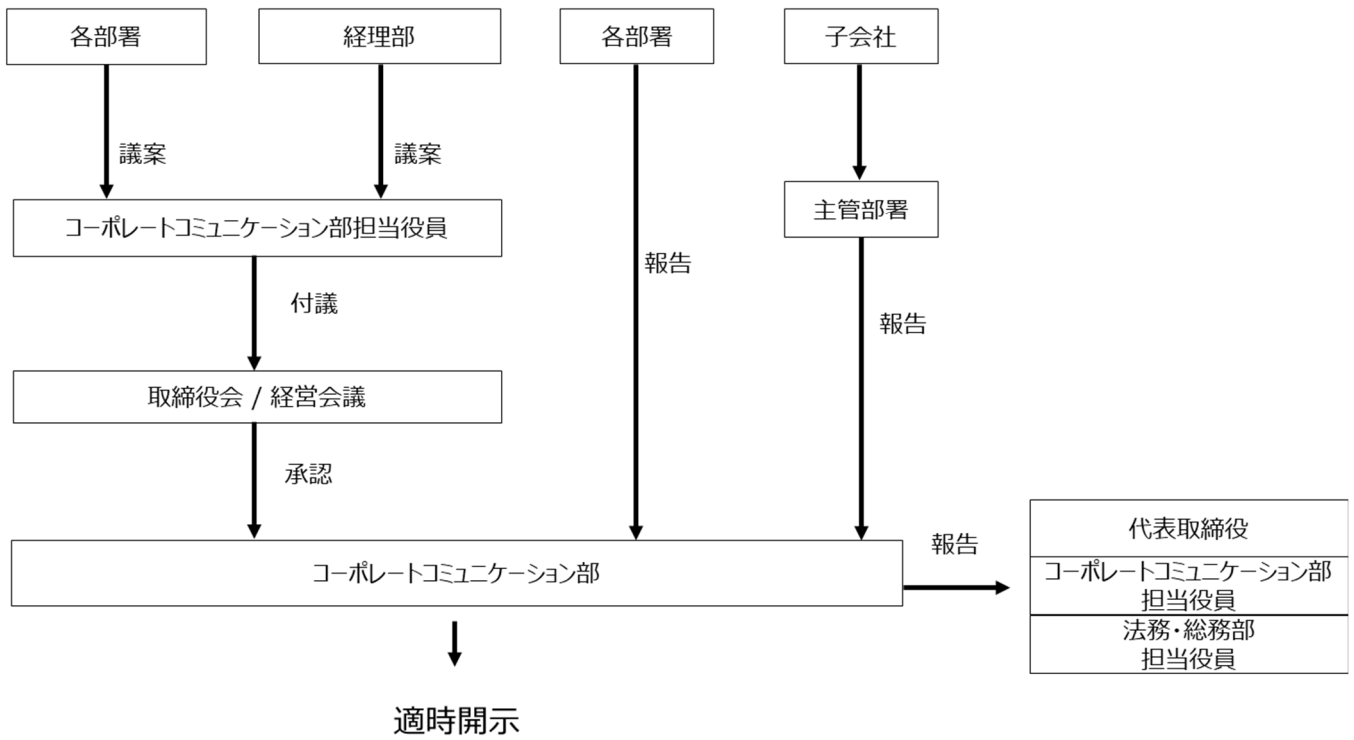 各部署
経理部
各部署
子会社
議案
議案
主管部署
コーポレートコミュニケーション部担当役員
報告
付議
報告
取締役会 / 経営会議
承認
代表取締役
報告
コーポレートコミュニケーション部
コーポレートコミュニケーション部
担当役員
法務・総務部
担当役員
適時開示